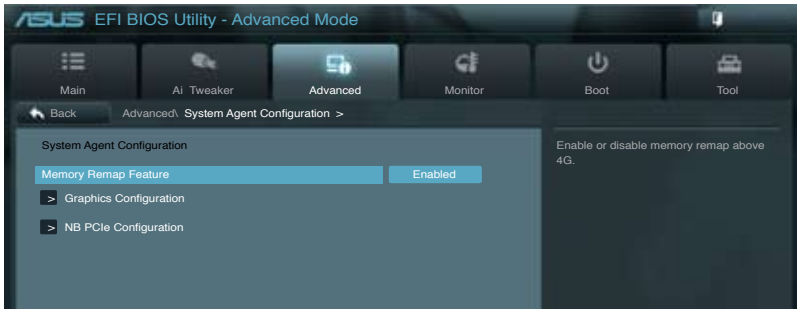 ASUS EFI BIOS Utility - Advanced Mode
Main Ai Tweaker Advanced Monitor Boot Tool
Back Advanced\ System Agent Configuration >
System Agent Configuration
Memory Remap Feature Enabled
> Graphics Configuration
> NB PCIe Configuration
Enable or disable memory remap above
4G.